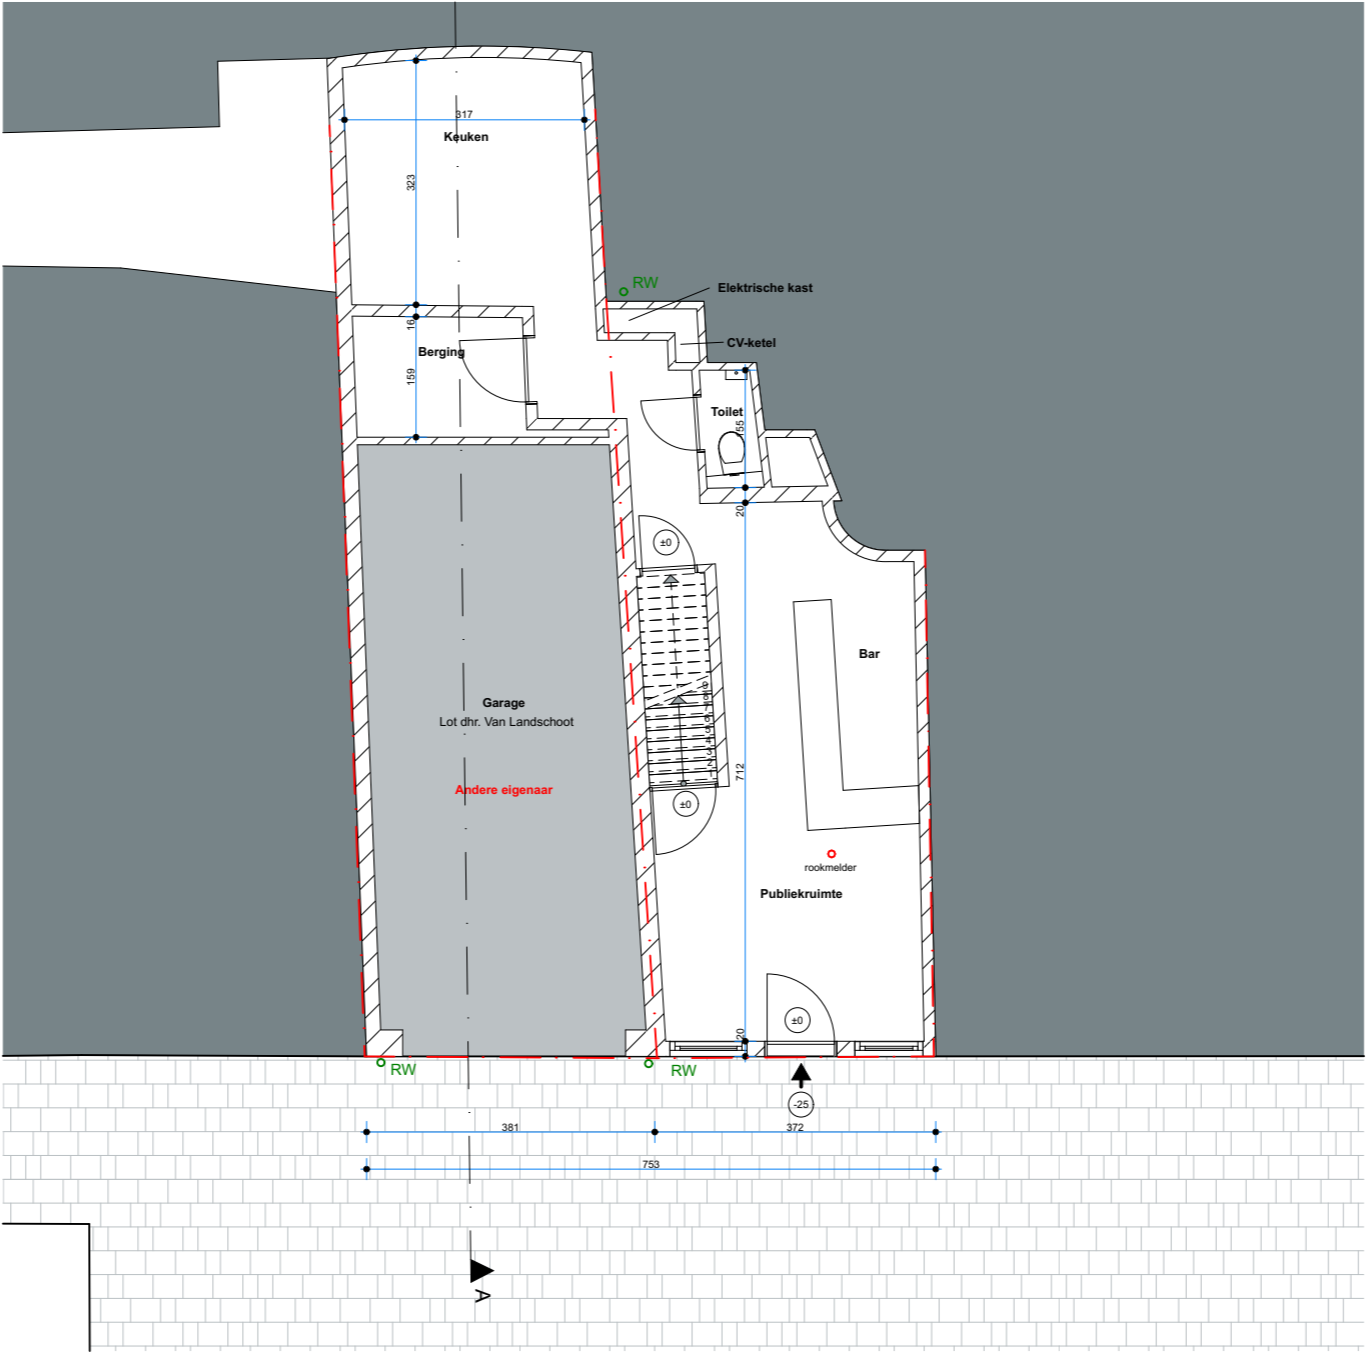 317
Keuken
323
RW
Elektrische kast
16
CV-ketel
Berging
159
Toilet
155
20
±0
Bar
Garage
Lot dhr. Van Landschoot
712
Andere eigenaar
±0
rookmelder
Publiekruimte
±0
20
RW
RW
-25
381
372
753
A